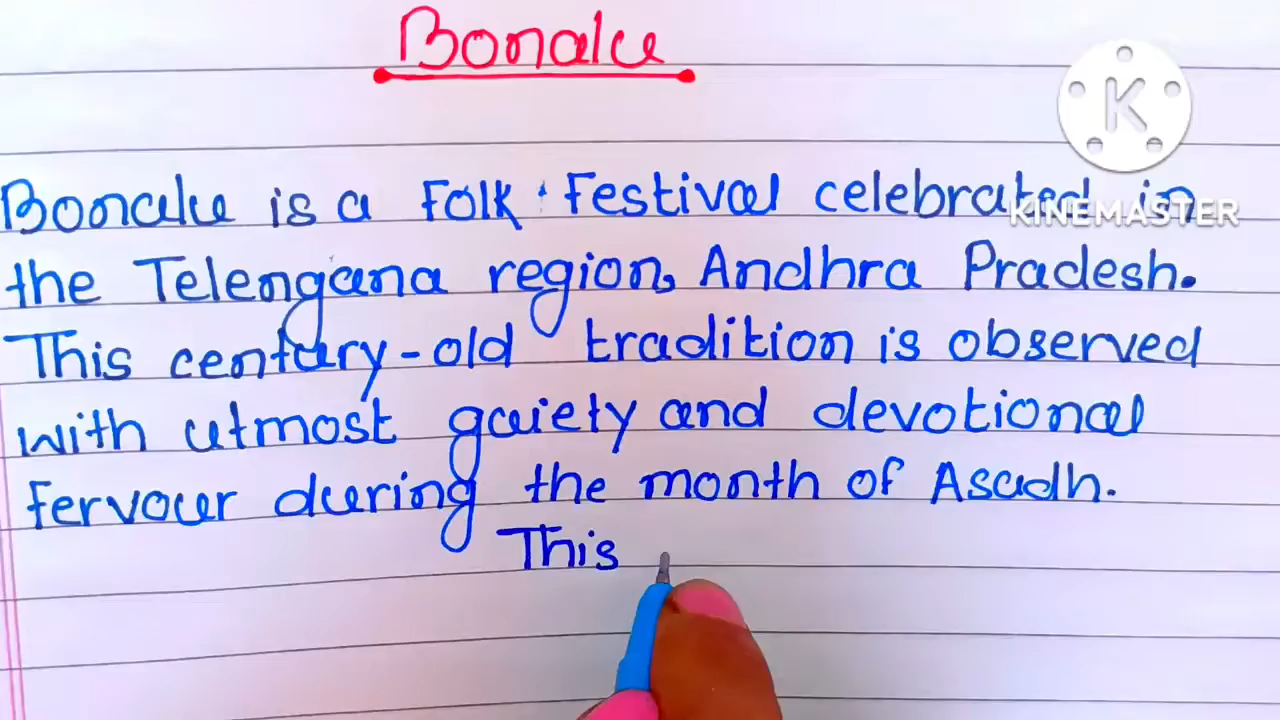 Bonalu
Bonalu is a Folk Festival celebrated in
KINEMASTER
the Telengana region, Andhra Pradesh.
This century-old tradition is observed
with utmost gaiety and devotional
fervour during the month of Asadh.
This